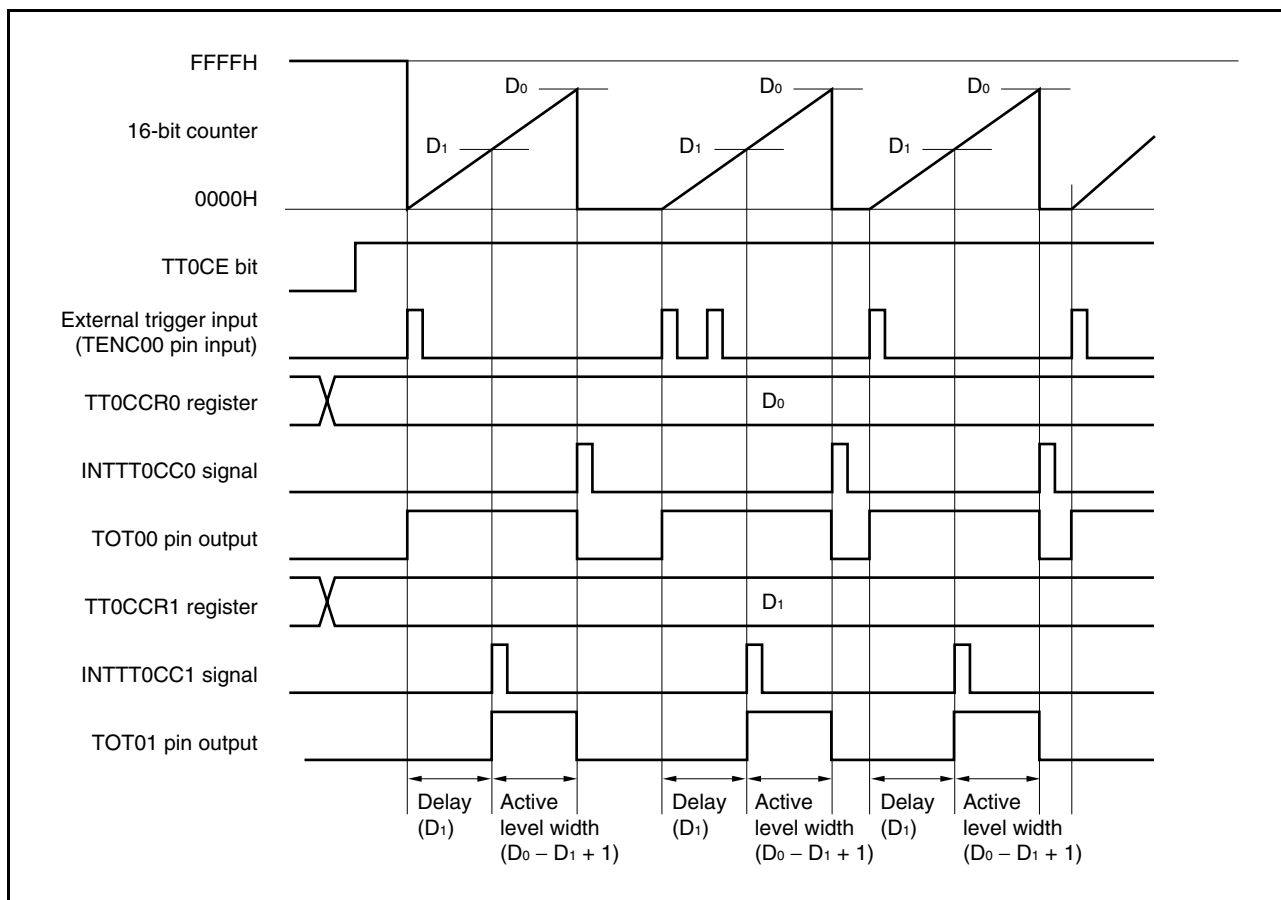 FFFFH
D0 D0 D0
16-bit counter
D1 D1 D1
0000H
TT0CE bit
External trigger input
(TENC00 pin input)
TT0CCR0 register
D0
INTTT0CC0 signal
TOT00 pin output
TT0CCR1 register
D1
INTTT0CC1 signal
TOT01 pin output
Delay
(D1)
Active
level width
(D0 – D1 + 1)
Delay
(D1)
Active
level width
(D0 – D1 + 1)
Delay
(D1)
Active
level width
(D0 – D1 + 1)